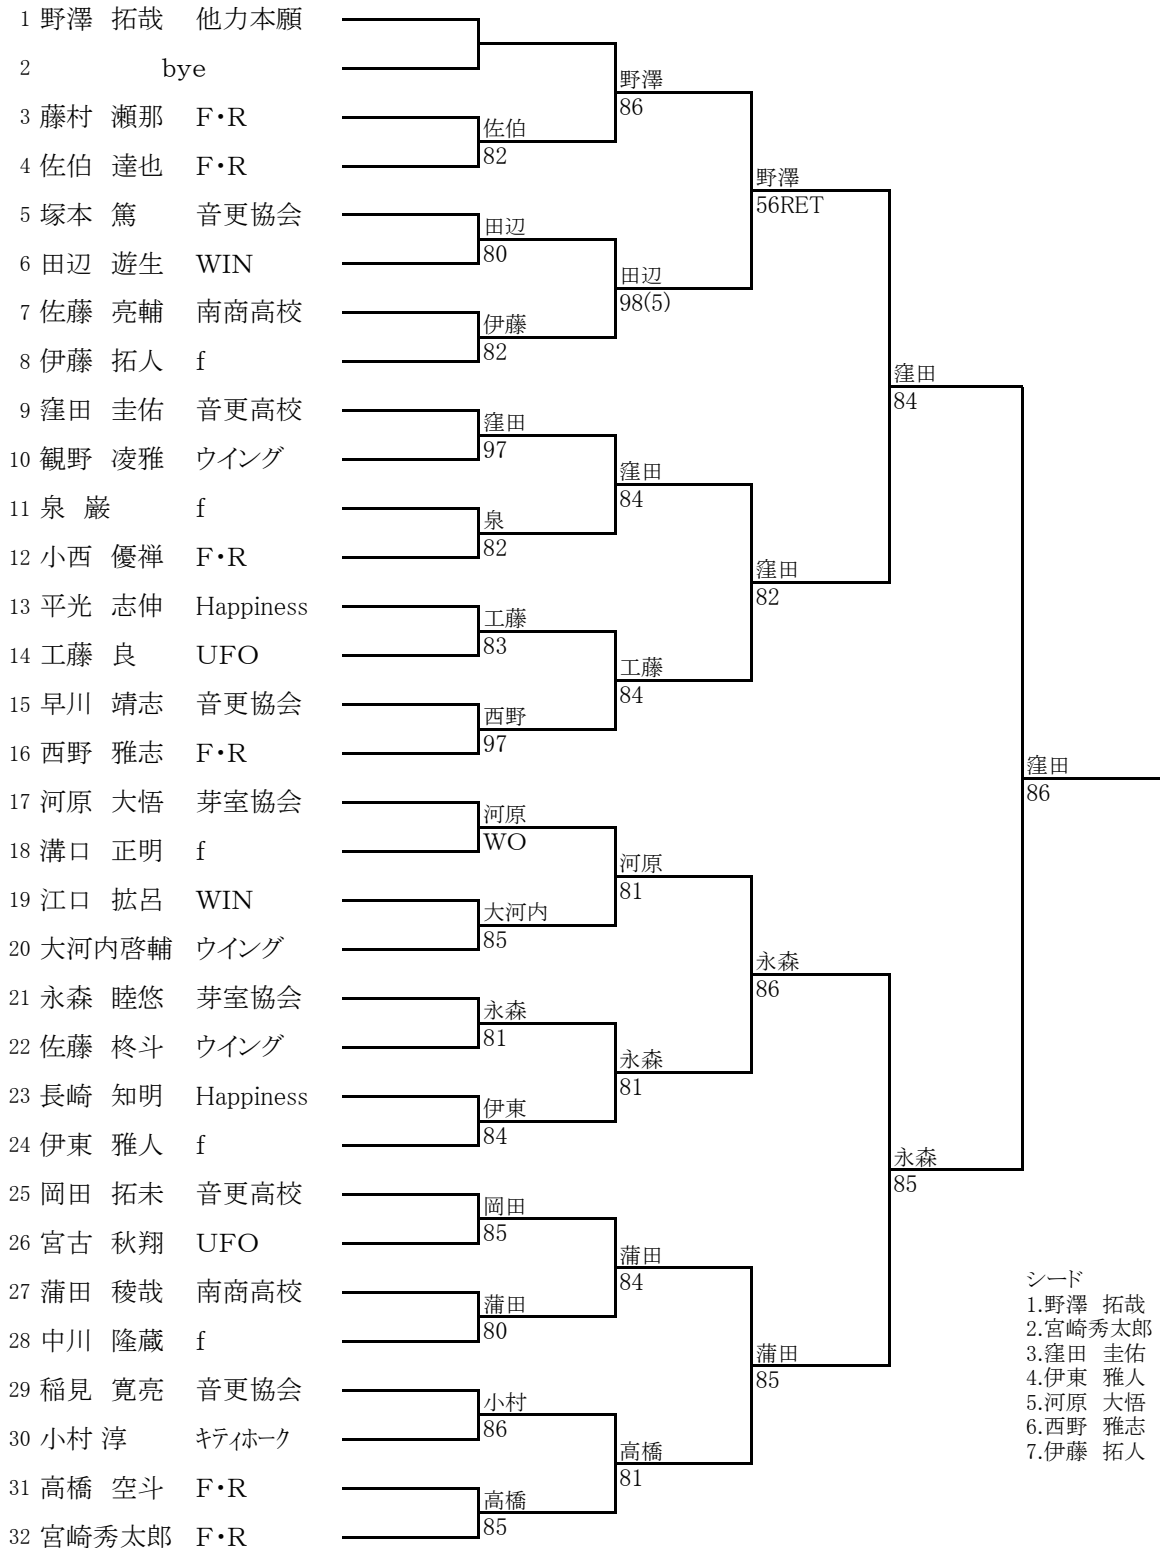 1 野澤 拓哉 他力本願
2 bye
野澤
86
3 藤村 瀬那 F・R
佐伯
82
4 佐伯 達也 F・R
野澤
56RET
5 塚本 篤 音更協会
田辺
80
6 田辺 遊生 WIN
田辺
98(5)
7 佐藤 亮輔 南商高校
伊藤
82
8 伊藤 拓人 f
窪田
84
9 窪田 圭佑 音更高校
窪田
97
10 観野 凌雅 ウイング
窪田
84
11 泉 巌 f
泉
82
12 小西 優禅 F・R
窪田
82
13 平光 志伸 Happiness
工藤
83
14 工藤 良 UFO
工藤
84
15 早川 靖志 音更協会
西野
97
16 西野 雅志 F・R
窪田
86
17 河原 大悟 芽室協会
河原
WO
18 溝口 正明 f
河原
81
19 江口 拡呂 WIN
大河内
85
20 大河内啓輔 ウイング
永森
86
21 永森 睦悠 芽室協会
永森
81
22 佐藤 柊斗 ウイング
永森
81
23 長崎 知明 Happiness
伊東
84
24 伊東 雅人 f
永森
85
25 岡田 拓未 音更高校
岡田
85
26 宮古 秋翔 UFO
蒲田
84
27 蒲田 稜哉 南商高校
蒲田
80
28 中川 隆蔵 f
蒲田
85
29 稲見 寛亮 音更協会
小村
86
30 小村 淳 キティホーク
高橋
81
31 高橋 空斗 F・R
高橋
85
32 宮崎秀太郎 F・R
シード
1.野澤 拓哉
2.宮崎秀太郎
3.窪田 圭佑
4.伊東 雅人
5.河原 大悟
6.西野 雅志
7.伊藤 拓人